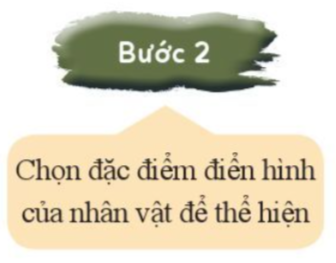 Bước 2
Chọn đặc điểm điển hình
của nhân vật để thể hiện